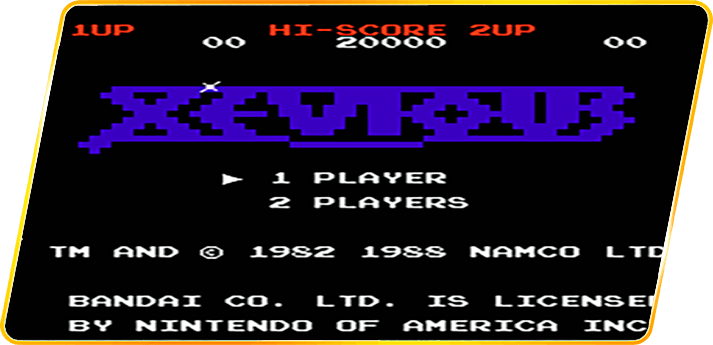 1UP HI-SCORE 2UP
00 20000 00
XEVIOUS
1 PLAYER
2 PLAYERS
TM AND © 1982 1988 NAMCO LTD
BANDAI CO. LTD. IS LICENSE
BY NINTENDO OF AMERICA INC